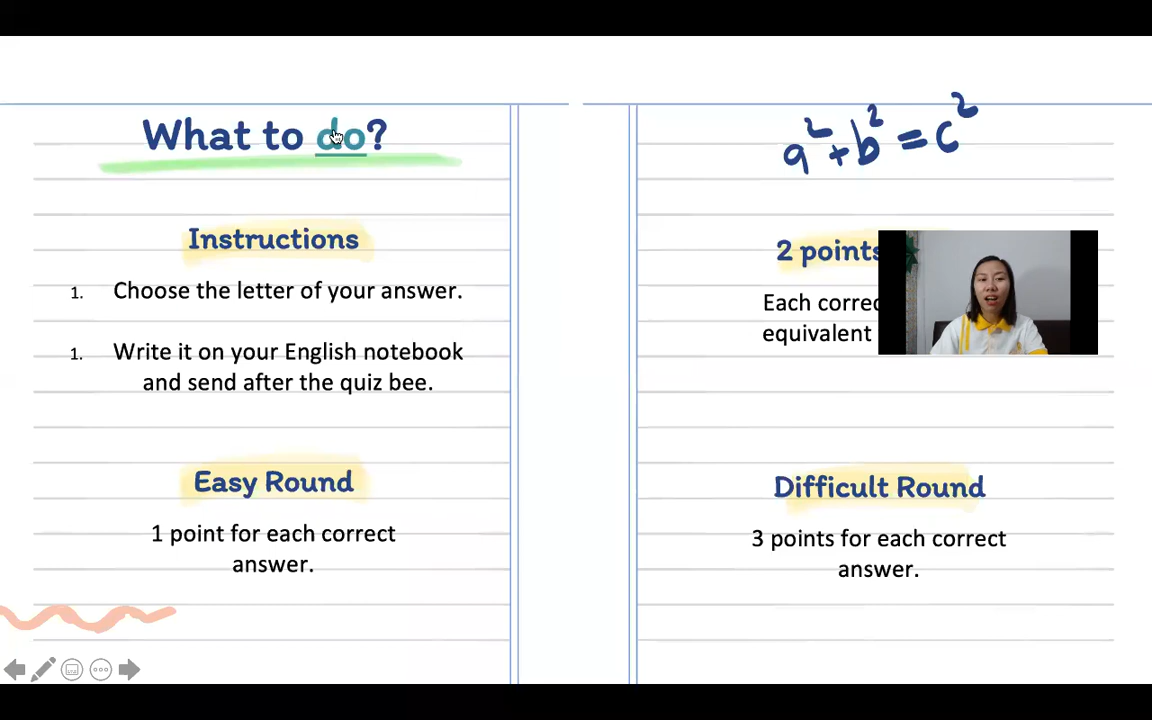 What to do?
Instructions
1. Choose the letter of your answer.
1. Write it on your English notebook
and send after the quiz bee.
Easy Round
1 point for each correct
answer.
a²+b²=c²
2 points
Each correc
equivalent
Difficult Round
3 points for each correct
answer.